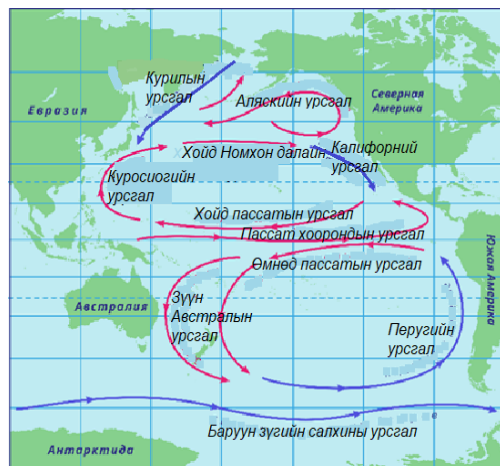 Курилын
урсгал
Евразия
Аляскийн урсгал
Северная
Америка
Хойд Номхон далайн
Калифорний
урсгал
Куросиогийн
урсгал
Хойд пассатын урсгал
Пассат хоорондын урсгал
Өмнөд пассатын урсгал
Южная Америка
Австралия
Зүүн
Австралын
урсгал
Перугийн
урсгал
Баруун зүгийн салхины урсгал
Антарктида